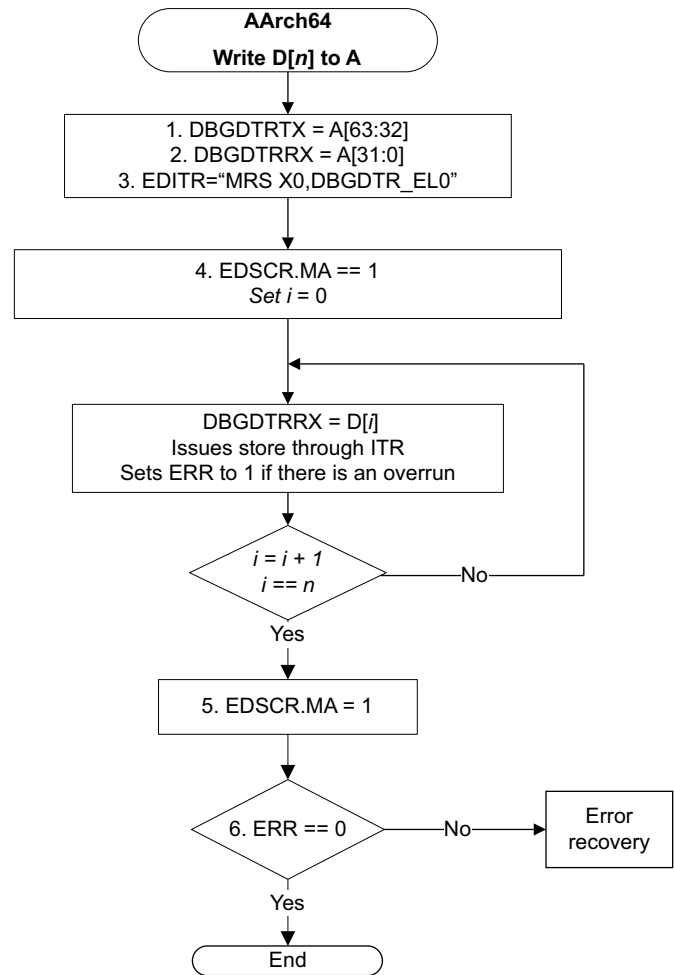 AArch64
Write D[n] to A
1. DBGDTRTX = A[63:32]
2. DBGDTRRX = A[31:0]
3. EDITR=“MRS X0,DBGDTR_EL0”
4. EDSCR.MA == 1
Set i = 0
DBGDTRRX = D[i]
Issues store through ITR
Sets ERR to 1 if there is an overrun
i = i + 1
i == n
No
Yes
5. EDSCR.MA = 1
6. ERR == 0
No
Error
recovery
Yes
End